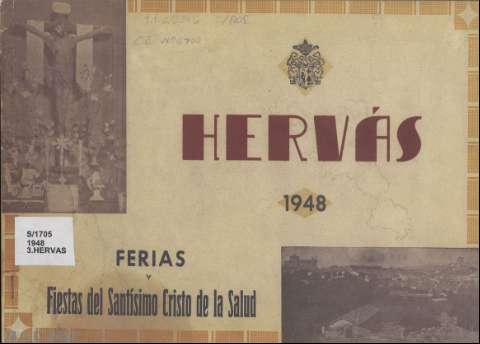 HERVÁS
1948
S/1705
1948
3.HERVAS
FERIAS
Y
Fiestas del Santísimo Cristo de la Salud